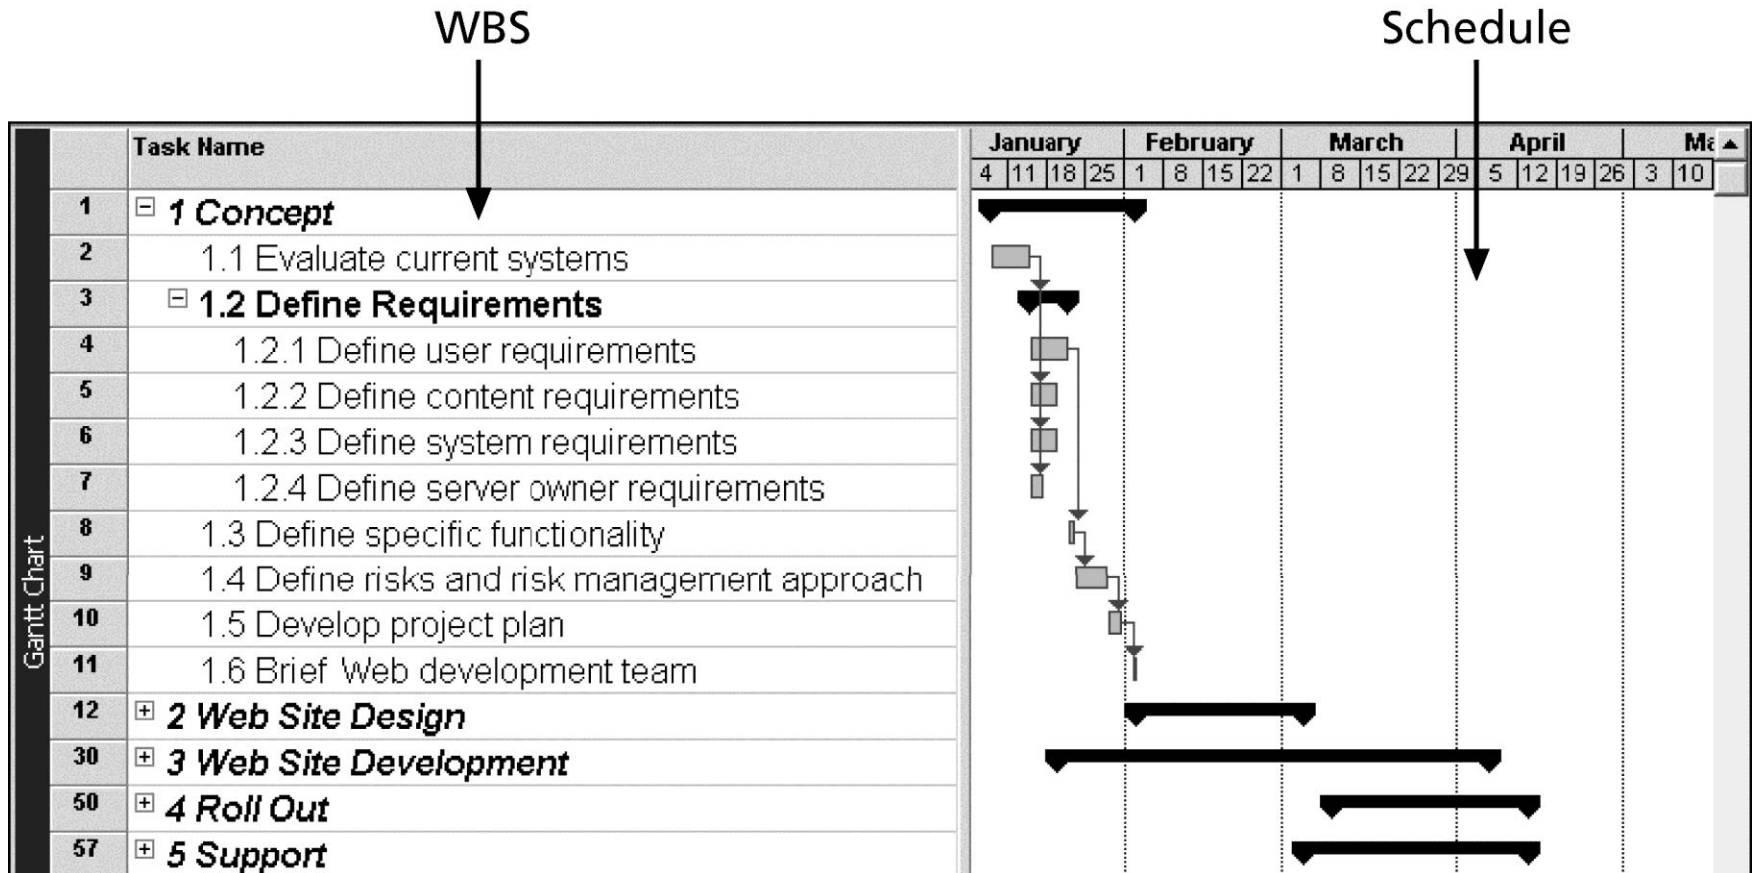 WBS
Schedule
Task Name
January February March April Ma
4 11 18 25 1 8 15 22 1 8 15 22 29 5 12 19 26 3 10
1 1 Concept
2 1.1 Evaluate current systems
3 1.2 Define Requirements
4 1.2.1 Define user requirements
5 1.2.2 Define content requirements
6 1.2.3 Define system requirements
7 1.2.4 Define server owner requirements
8 1.3 Define specific functionality
9 1.4 Define risks and risk management approach
10 1.5 Develop project plan
11 1.6 Brief Web development team
12 2 Web Site Design
30 3 Web Site Development
50 4 Roll Out
57 5 Support
Gantt Chart